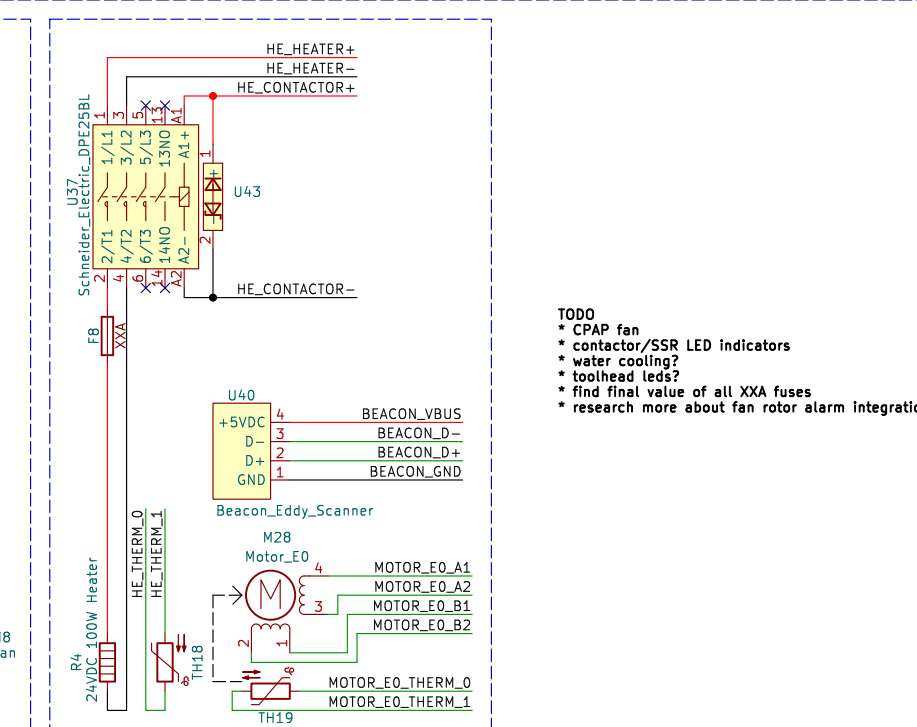 HE_HEATER+
HE_HEATER-
HE_CONTACTOR+
1
3
5
13
A1
1/L1
3/L2
5/L3
13NO
A1+
U37
Schneider_Electric_DPE25BL
2/T1
4/T2
6/T3
14NO
A2-
2
4
6
14
A2
1
+
+
2
U43
HE_CONTACTOR-
F8
XXA
TODO
* CPAP fan
* contactor/SSR LED indicators
* water cooling?
* toolhead leds?
* find final value of all XXA fuses
* research more about fan rotor alarm integratio
U40
+5VDC 4 BEACON_VBUS
D- 3 BEACON_D-
D+ 2 BEACON_D+
GND 1 BEACON_GND
Beacon_Eddy_Scanner
HE_THERM_0
HE_THERM_1
M28
Motor_E0
M
4 MOTOR_E0_A1
MOTOR_E0_A2
3 MOTOR_E0_B1
2 1 MOTOR_E0_B2
R4
24VDC 100W Heater
TH18
θ
θ
MOTOR_E0_THERM_0
MOTOR_E0_THERM_1
TH19
18
an